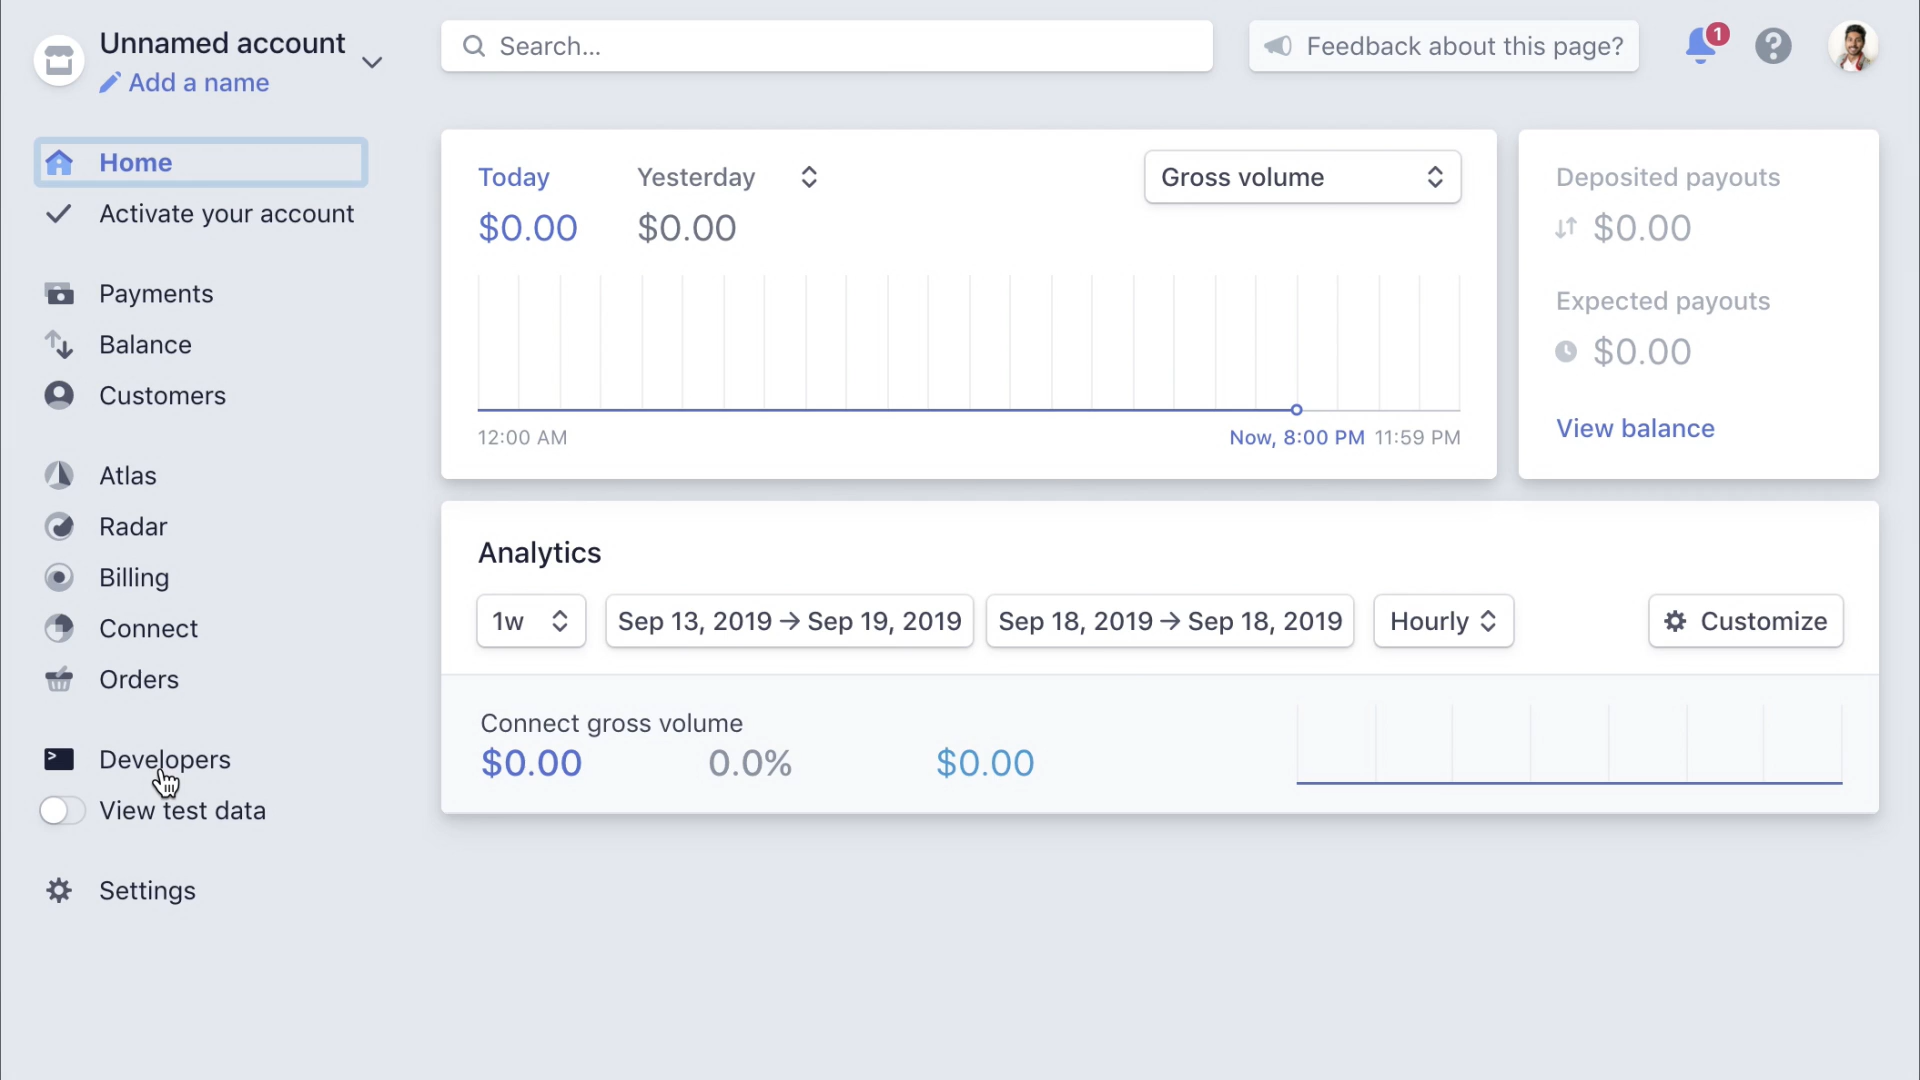 Unnamed account
Add a name
Search...
Feedback about this page?
1
Home
Activate your account
Payments
Balance
Customers
Atlas
Radar
Billing
Connect
Orders
Developers
View test data
Settings
Today
Yesterday
$0.00
$0.00
Gross volume
12:00 AM
Now, 8:00 PM
11:59 PM
Deposited payouts
$0.00
Expected payouts
$0.00
View balance
Analytics
1w
Sep 13, 2019 → Sep 19, 2019
Sep 18, 2019 → Sep 18, 2019
Hourly
Customize
Connect gross volume
$0.00
0.0%
$0.00